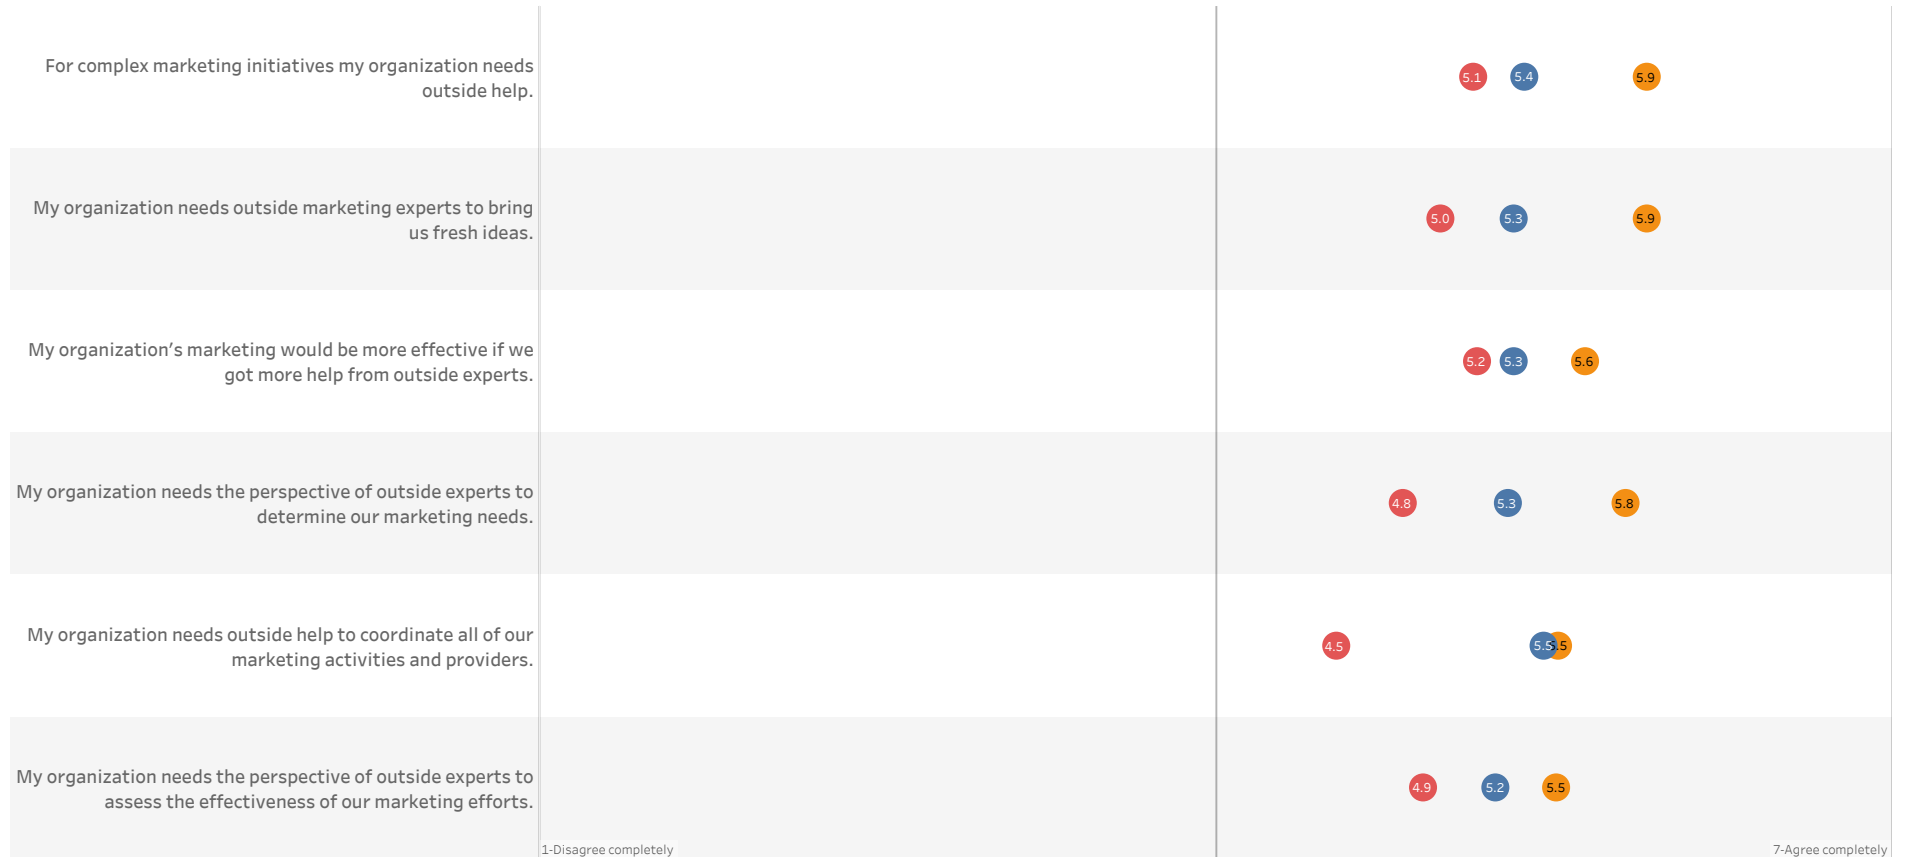 For complex marketing initiatives my organization needs
outside help.
5.1 5.4 5.9
My organization needs outside marketing experts to bring
us fresh ideas.
5.0 5.3 5.9
My organization’s marketing would be more effective if we
got more help from outside experts.
5.2 5.3 5.6
My organization needs the perspective of outside experts to
determine our marketing needs.
4.8 5.3 5.8
My organization needs outside help to coordinate all of our
marketing activities and providers.
4.5 5.5
My organization needs the perspective of outside experts to
assess the effectiveness of our marketing efforts.
4.9 5.2 5.5
1-Disagree completely 7-Agree completely